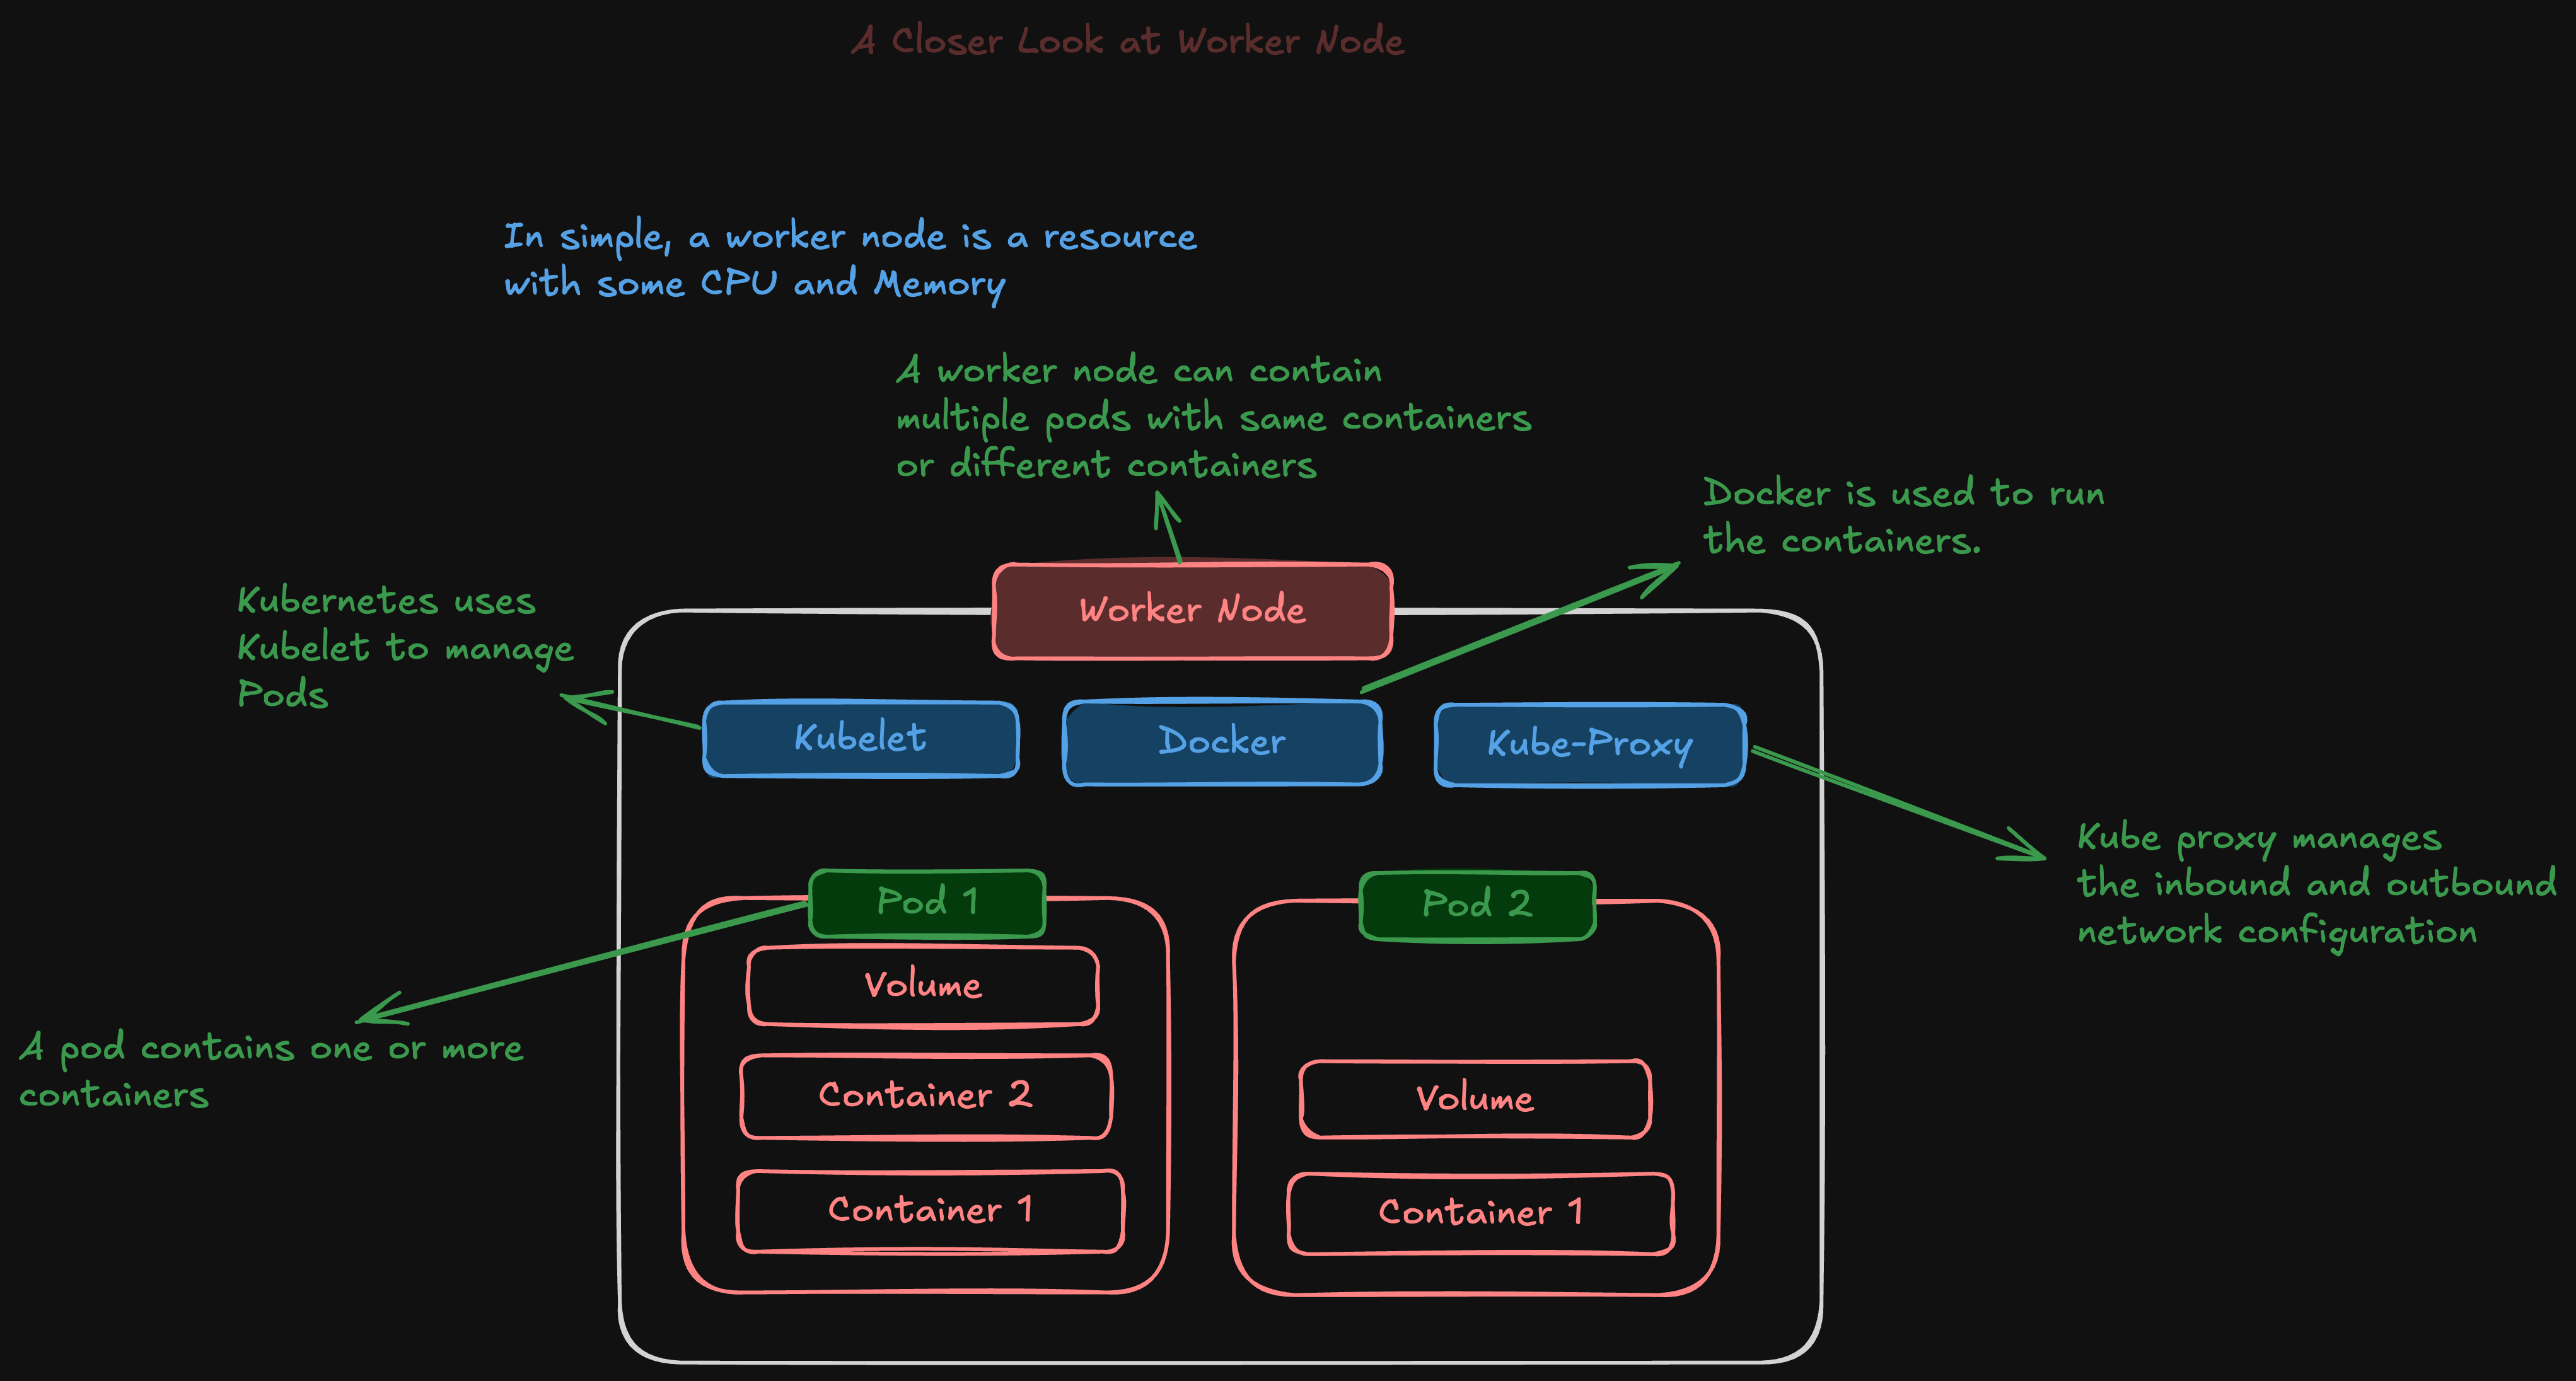 A Closer Look at Worker Node
In simple, a worker node is a resource
with some CPU and Memory
A worker node can contain
multiple pods with same containers
or different containers
Docker is used to run
the containers.
Kubernetes uses
Kubelet to manage
Pods
Worker Node
Kubelet
Docker
Kube-Proxy
Kube proxy manages
the inbound and outbound
network configuration
Pod 1
Volume
Container 2
Container 1
Pod 2
Volume
Container 1
A pod contains one or more
containers